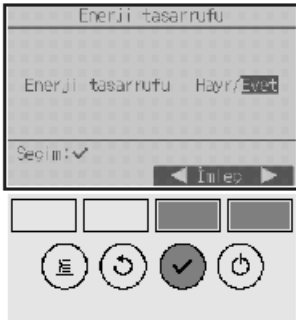 Enerji tasarrufu
Enerji tasarrufu Hayır/Evet
Seçim:✓
◀ İmleç ▶